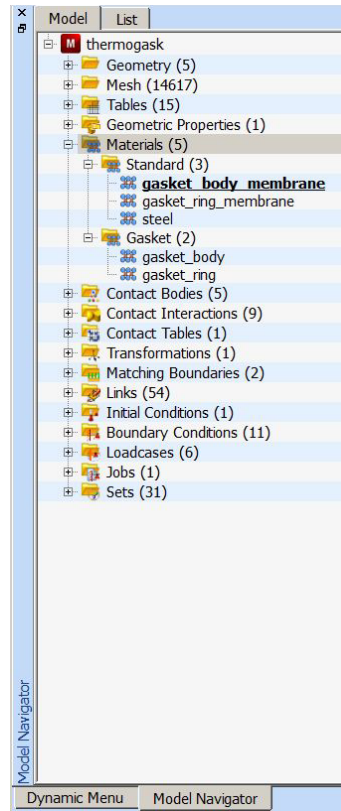 Model List
thermogask
Geometry (5)
Mesh (14617)
Tables (15)
Geometric Properties (1)
Materials (5)
Standard (3)
gasket_body_membrane
gasket_ring_membrane
steel
Gasket (2)
gasket_body
gasket_ring
Contact Bodies (5)
Contact Interactions (9)
Contact Tables (1)
Transformations (1)
Matching Boundaries (2)
Links (54)
Initial Conditions (1)
Boundary Conditions (11)
Loadcases (6)
Jobs (1)
Sets (31)
Model Navigator
Dynamic Menu Model Navigator